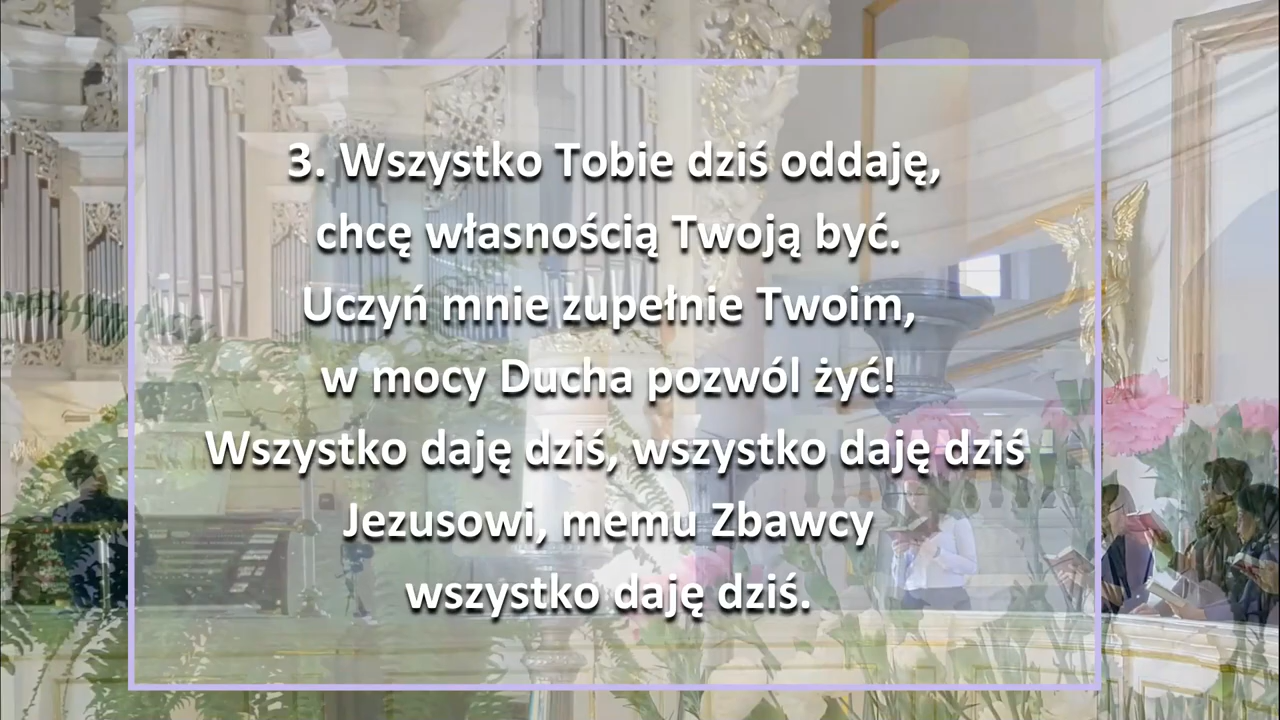 3. Wszystko Tobie dziś oddaję,
chcę własnością Twoją być.
Uczyń mnie zupełnie Twoim,
w mocy Ducha pozwól żyć!
Wszystko daję dziś, wszystko daję dziś
Jezusowi, memu Zbawcy
wszystko daję dziś.